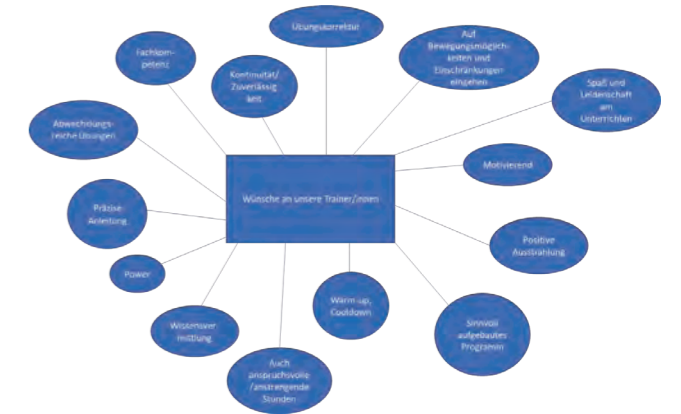 Übungskorrektur
Auf
Bewegungsmöglich-
keiten und
Einschränkungen
eingehen
Fachkom-
petenz
Kontinuität/
Zuverlässig
keit
Spaß und
Leidenschaft
am
Unterrichten
Abwechslungs-
reiche Übungen
Motivierend
Wünsche an unsere Trainer/innen
Präzise
Anleitung
Positive
Ausstrahlung
Power
Warm-up,
Cooldown
Wissensver
mittlung
Sinnvoll
aufgebautes
Programm
Auch
anspruchsvolle
/anstrengende
Stunden